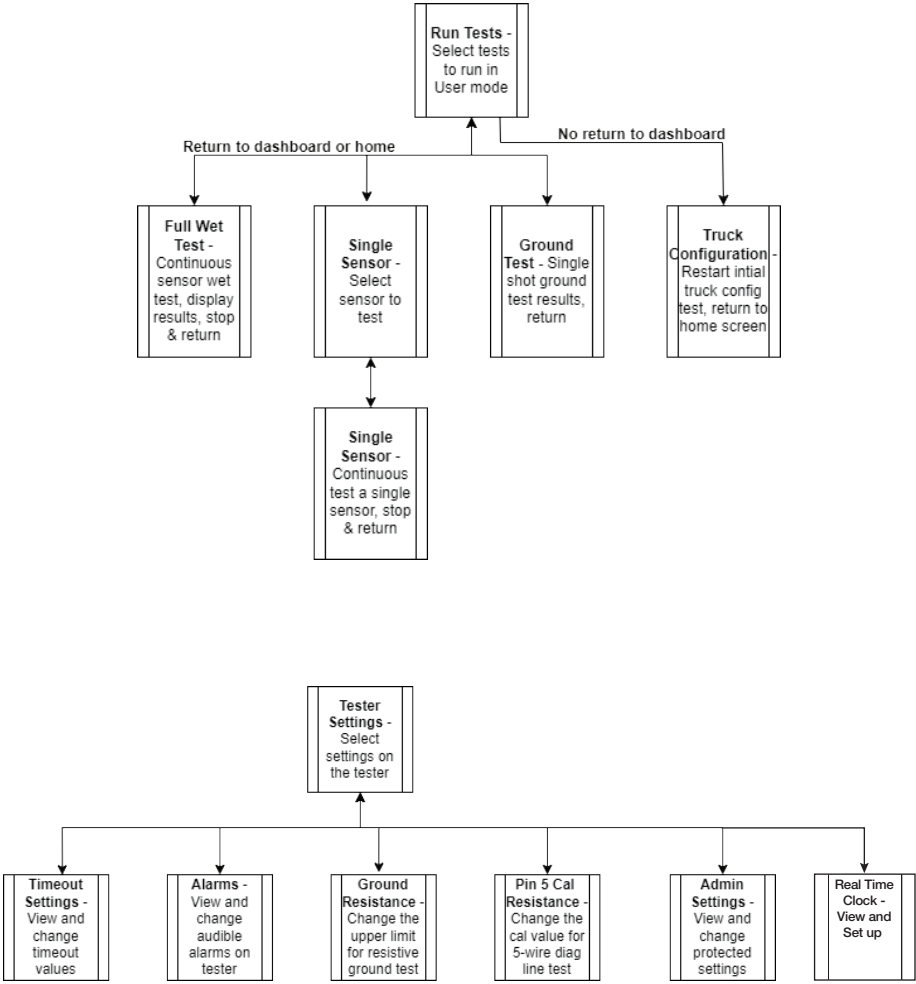 Run Tests -
Select tests
to run in
User mode
No return to dashboard
Return to dashboard or home
Full Wet
Test -
Continuous
sensor wet
test, display
results, stop
& return
Single
Sensor -
Select
sensor to
test
Ground
Test - Single
shot ground
test results,
return
Truck
Configuration -
Restart intial
truck config
test, return to
home screen
Single
Sensor -
Continuous
test a single
sensor, stop
& return
Tester
Settings -
Select
settings on
the tester
Timeout
Settings -
View and
change
timeout
values
Alarms -
View and
change
audible
alarms on
tester
Ground
Resistance -
Change the
upper limit
for resistive
ground test
Pin 5 Cal
Resistance -
Change the
cal value for
5-wire diag
line test
Admin
Settings -
View and
change
protected
settings
Real Time
Clock -
View and
Set up